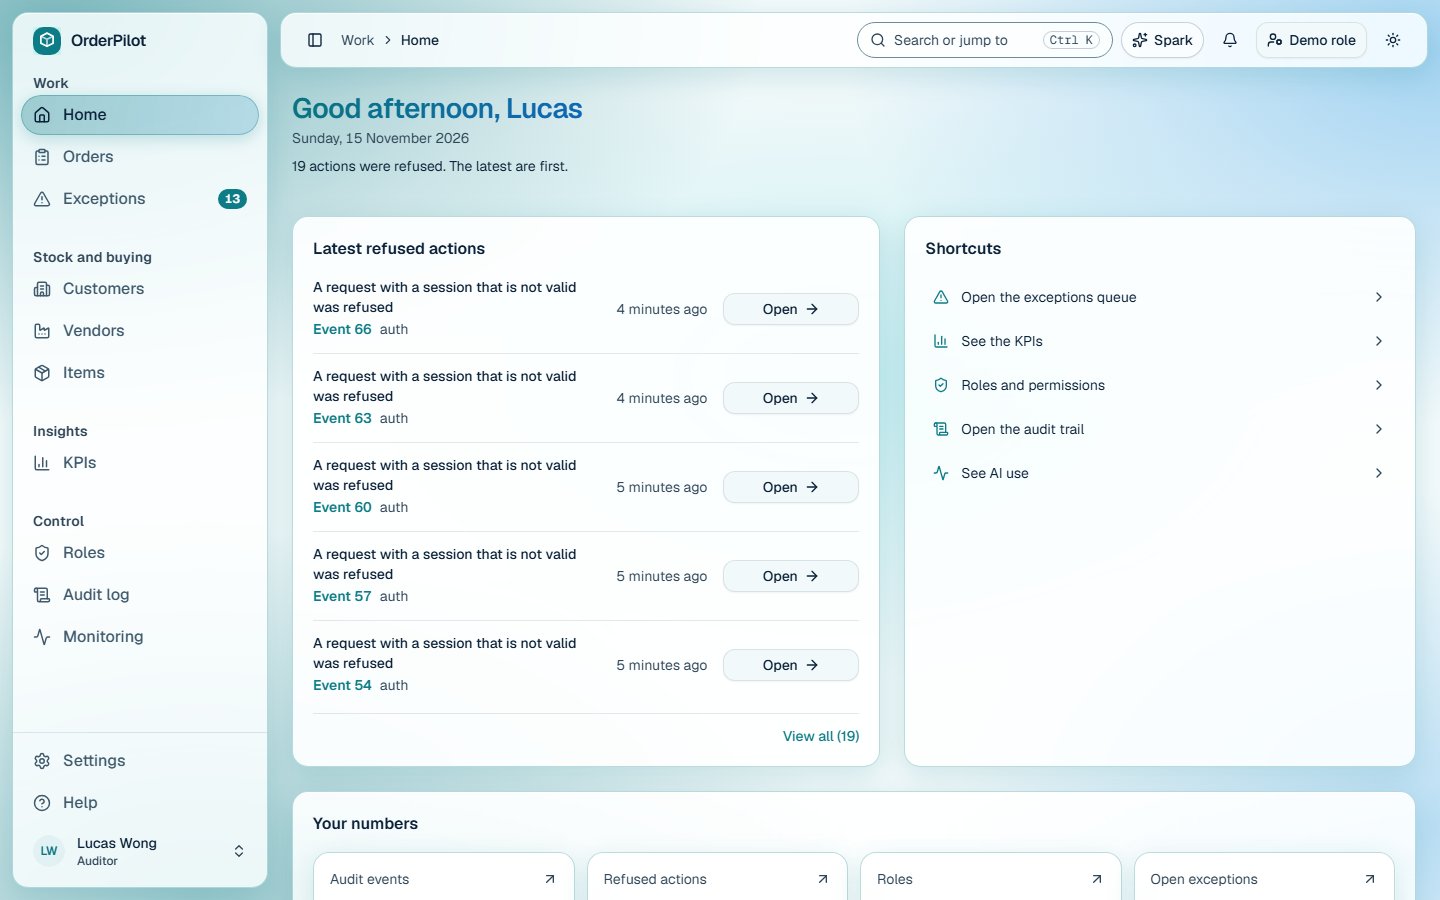 OrderPilot
Work
Home
Orders
Exceptions 13
Stock and buying
Customers
Vendors
Items
Insights
KPIs
Control
Roles
Audit log
Monitoring
Settings
Help
LW
Lucas Wong
Auditor
Work Home
Search or jump to Ctrl K
Spark
Demo role
Good afternoon, Lucas
Sunday, 15 November 2026
19 actions were refused. The latest are first.
Latest refused actions
A request with a session that is not valid
was refused
Event 66 auth
4 minutes ago
Open
A request with a session that is not valid
was refused
Event 63 auth
4 minutes ago
Open
A request with a session that is not valid
was refused
Event 60 auth
5 minutes ago
Open
A request with a session that is not valid
was refused
Event 57 auth
5 minutes ago
Open
A request with a session that is not valid
was refused
Event 54 auth
5 minutes ago
Open
View all (19)
Shortcuts
Open the exceptions queue
See the KPIs
Roles and permissions
Open the audit trail
See AI use
Your numbers
Audit events
Refused actions
Roles
Open exceptions